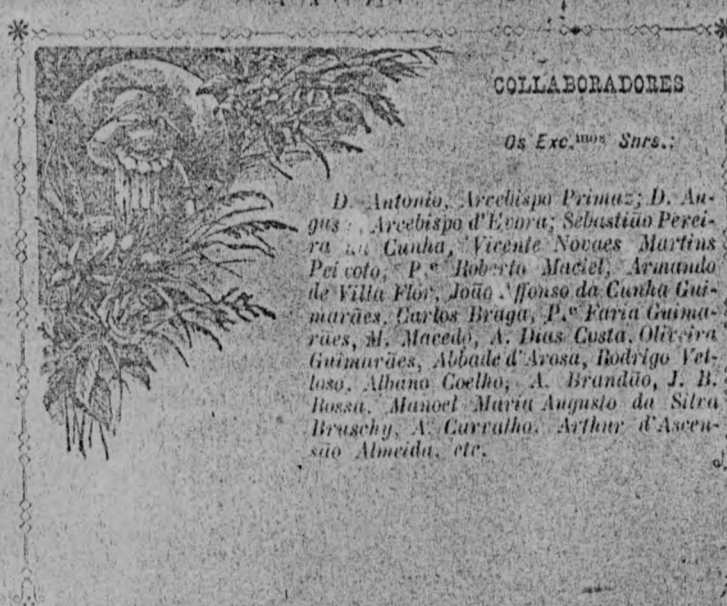 COLLABORADORES
Os Exc.mos Snrs.:
D. Antonio, Arcebispo Primaz; D. Au-
gus Arcebispo d'Evora; Sebastião Perei-
ra Cunha, Vicente Novaes Martins
Peixoto, P.e Roberto Maciel, Armando
de Villa Flor, João Affonso da Cunha Gui-
marães, Carlos Braga, P.e Faria Guima-
rães, M. Macedo, A. Dias Costa, Oliveira
Guimarães, Abbade d'Arosa, Rodrigo Vel-
loso, Albano Coelho, A. Brandão, J. B.
Rossa, Manoel Maria Augusto da Silva
Bruschy, A. Carvalho, Arthur d'Ascen-
são Almeida, etc.